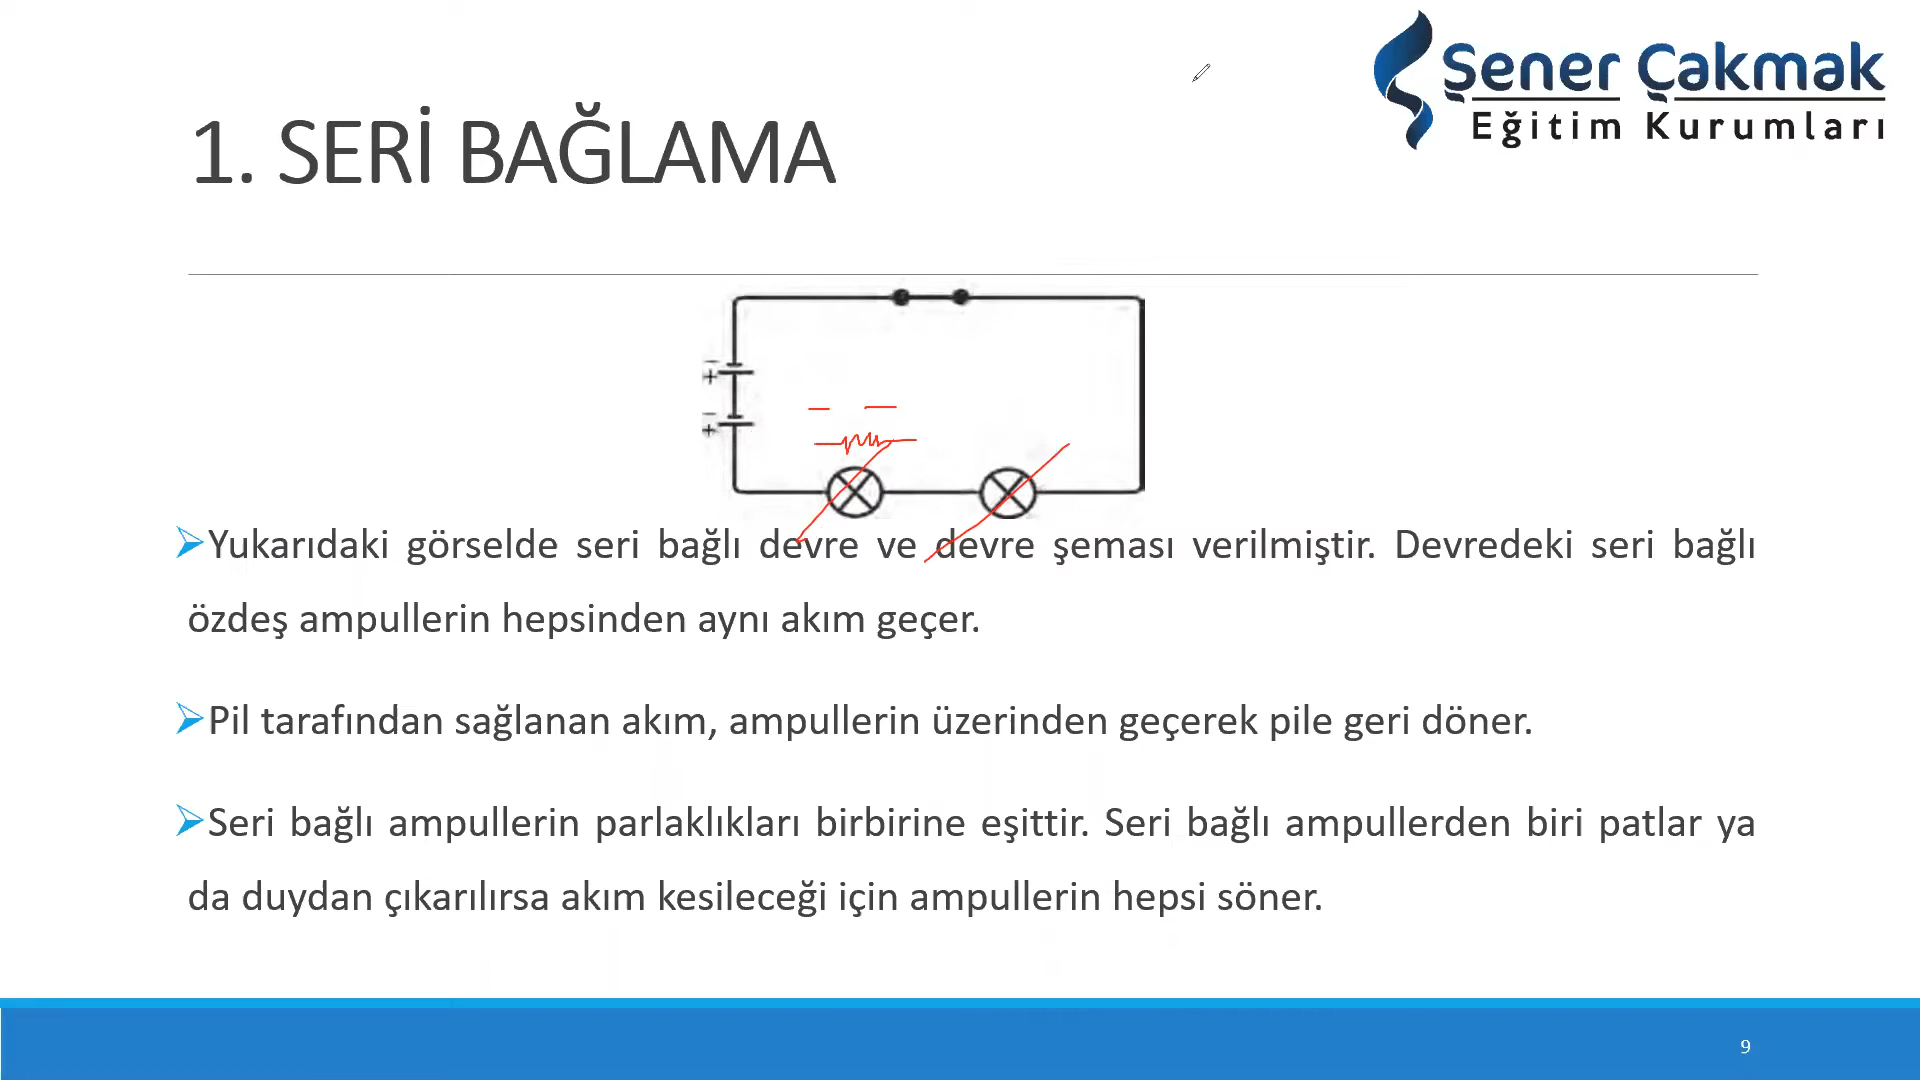 Şener Çakmak
Eğitim Kurumları
1. SERİ BAĞLAMA
−
+
−
+
Yukarıdaki görselde seri bağlı devre ve devre şeması verilmiştir. Devredeki seri bağlı
özdeş ampullerin hepsinden aynı akım geçer.
Pil tarafından sağlanan akım, ampullerin üzerinden geçerek pile geri döner.
Seri bağlı ampullerin parlaklıkları birbirine eşittir. Seri bağlı ampullerden biri patlar ya
da duydan çıkarılırsa akım kesileceği için ampullerin hepsi söner.
9